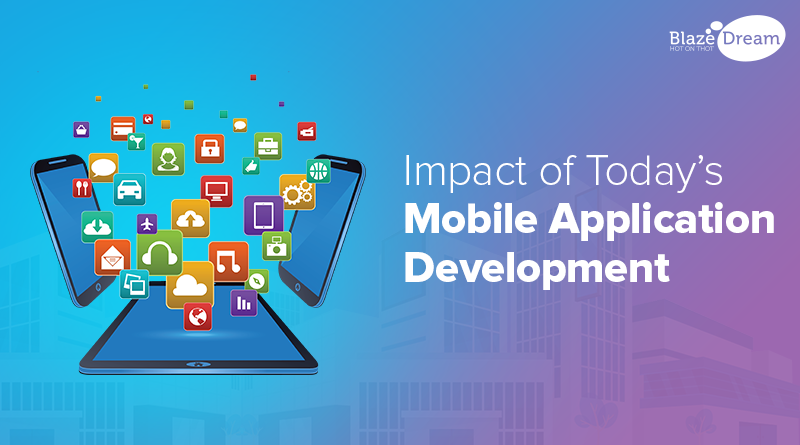 Blaze Dream
HOT ON THOT
Impact of Today's
Mobile Application
Development